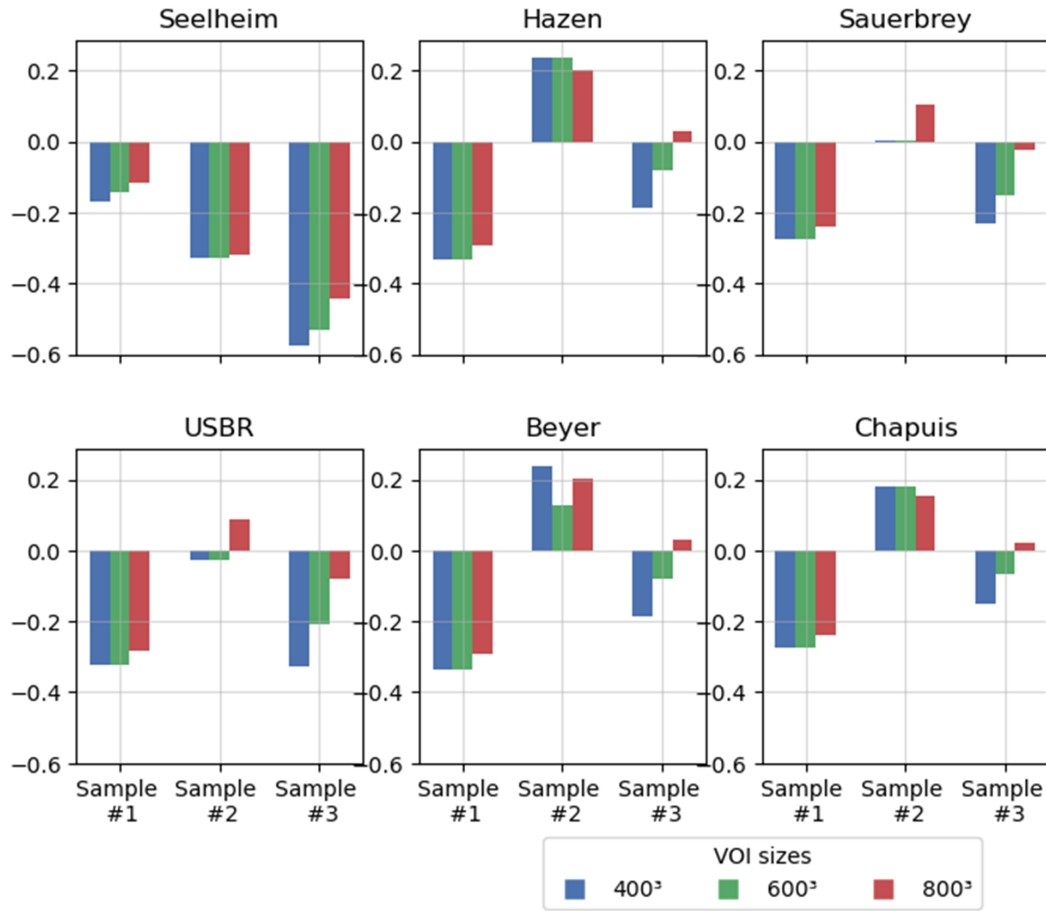 Seelheim Hazen Sauerbrey
0.2 0.2 0.2
0.0 0.0 0.0
−0.2 −0.2 −0.2
−0.4 −0.4 −0.4
−0.6 −0.6 −0.6
USBR Beyer Chapuis
0.2 0.2 0.2
0.0 0.0 0.0
−0.2 −0.2 −0.2
−0.4 −0.4 −0.4
−0.6 −0.6 −0.6
Sample Sample Sample Sample Sample Sample Sample Sample Sample
#1 #2 #3 #1 #2 #3 #1 #2 #3
VOI sizes
400³ 600³ 800³